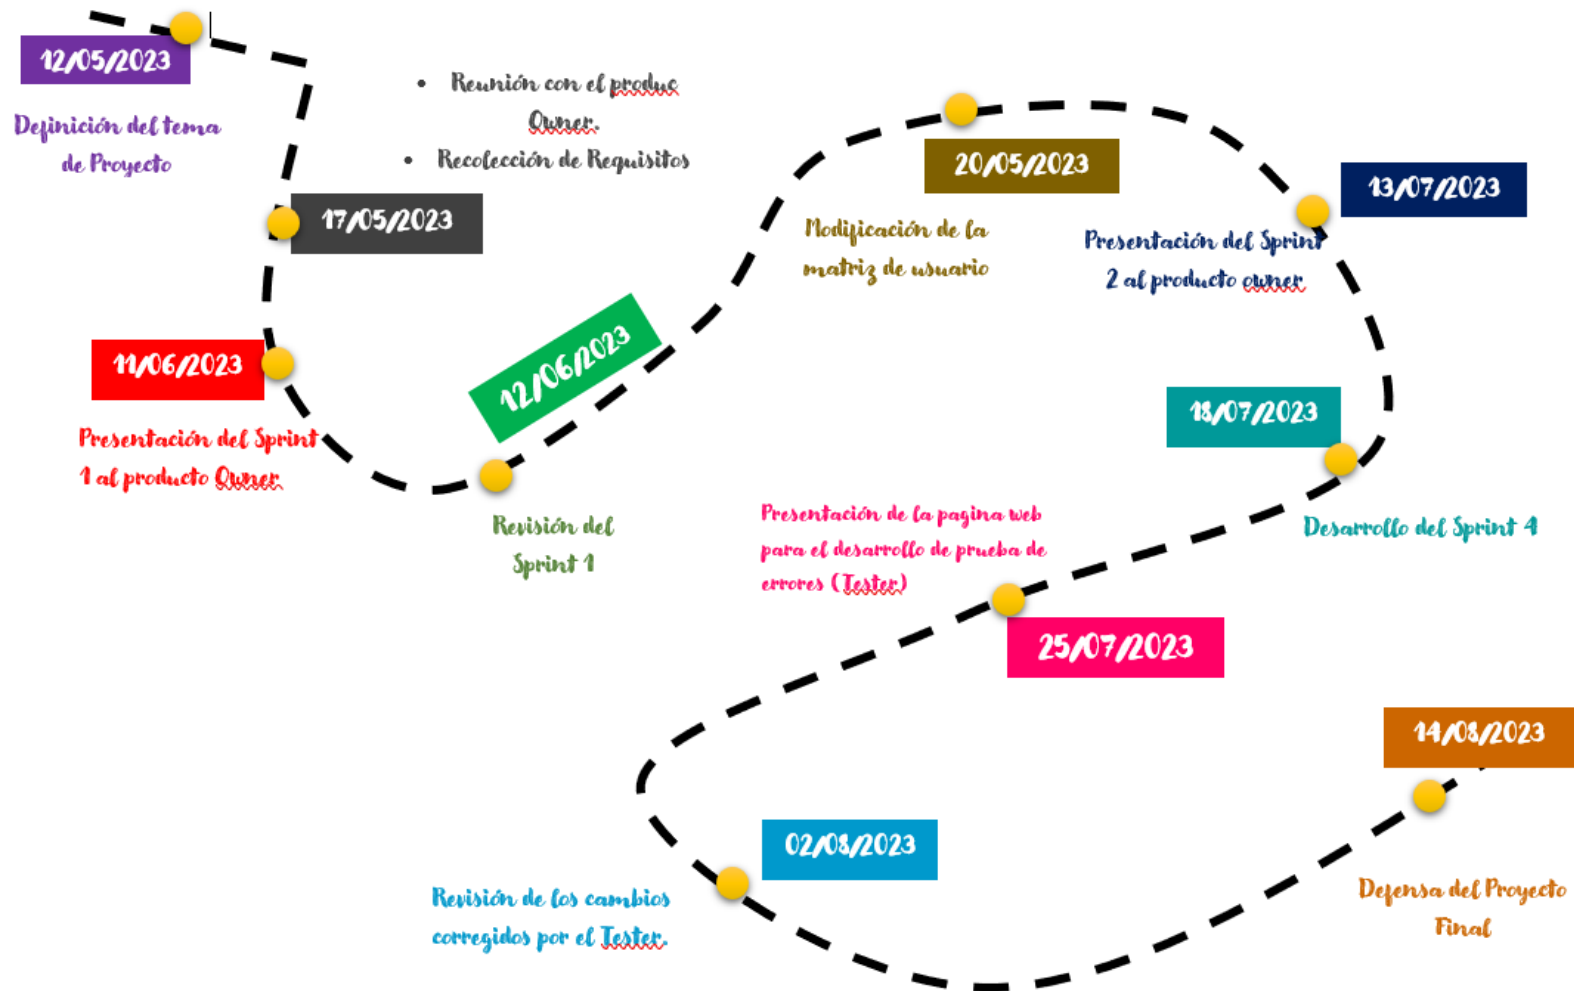 12/05/2023
Definición del tema
de Proyecto
• Reunión con el produc
Owner.
• Recolección de Requisitos
17/05/2023
11/06/2023
Presentación del Sprint
1 al producto Owner
12/06/2023
Revisión del
Sprint 1
20/05/2023
Modificación de la
matriz de usuario
13/07/2023
Presentación del Sprint
2 al producto owner
18/07/2023
Desarrollo del Sprint 4
Presentación de la pagina web
para el desarrollo de prueba de
errores (Tester)
25/07/2023
02/08/2023
Revisión de los cambios
corregidos por el Tester.
14/08/2023
Defensa del Proyecto
Final